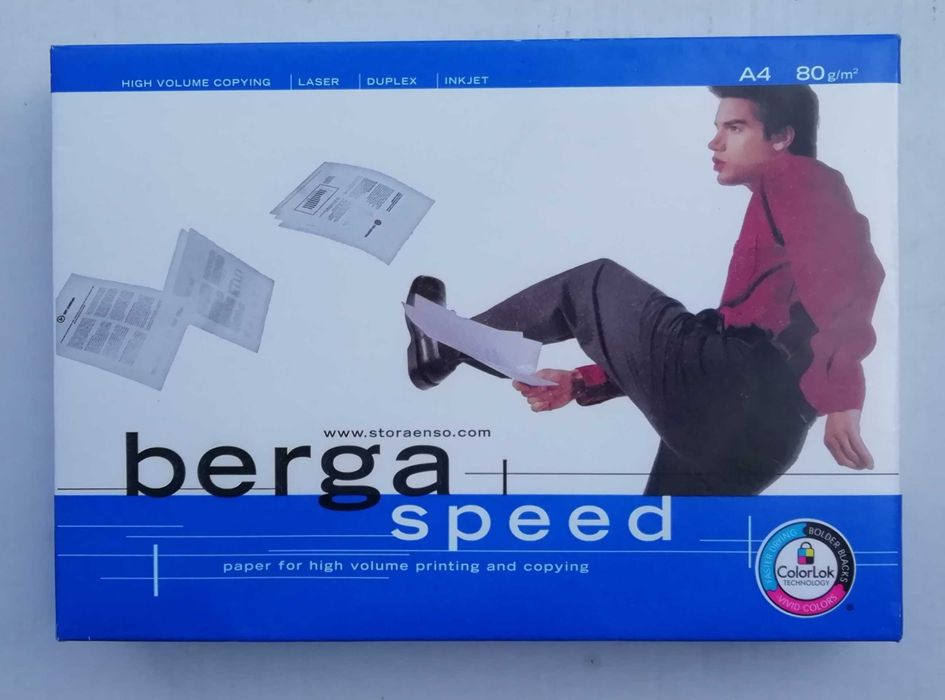 HIGH VOLUME COPYING | LASER | DUPLEX | INKJET
A4 80 g/m²
www.storaenso.com
berga
speed
paper for high volume printing and copying
FASTER DRYING
BOLDER BLACKS
ColorLok
TECHNOLOGY
VIVID COLORS